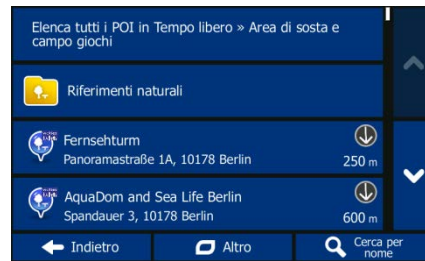 Elenca tutti i POI in Tempo libero » Area di sosta e
campo giochi
Riferimenti naturali
Fernsehturm
Panoramastraße 1A, 10178 Berlin
250 m
AquaDom and Sea Life Berlin
Spandauer 3, 10178 Berlin
600 m
Indietro
Altro
Cerca per
nome